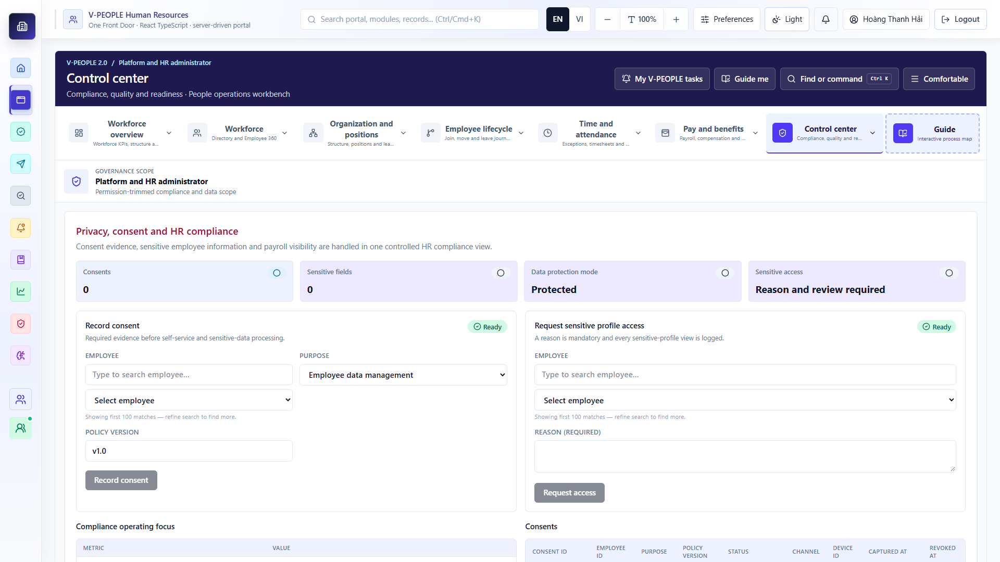 V-PEOPLE Human Resources
One Front Door · React TypeScript · server-driven portal
Search portal, modules, records... (Ctrl/Cmd+K)
EN
VI
100%
Preferences
Light
Hoàng Thanh Hải
Logout
V-PEOPLE 2.0 / Platform and HR administrator
Control center
Compliance, quality and readiness · People operations workbench
My V-PEOPLE tasks
Guide me
Find or command
Ctrl K
Comfortable
Workforce overview
Workforce KPIs, structure a...
Workforce
Directory and Employee 360
Organization and positions
Structure, positions and lea...
Employee lifecycle
Join, move and leave journ...
Time and attendance
Exceptions, timesheets and ...
Pay and benefits
Payroll, compensation and ...
Control center
Compliance, quality and re...
Guide
Interactive process map
GOVERNANCE SCOPE
Platform and HR administrator
Permission-trimmed compliance and data scope
Privacy, consent and HR compliance
Consent evidence, sensitive employee information and payroll visibility are handled in one controlled HR compliance view.
Consents
0
Sensitive fields
0
Data protection mode
Protected
Sensitive access
Reason and review required
Record consent
Ready
Required evidence before self-service and sensitive-data processing.
EMPLOYEE
PURPOSE
Type to search employee...
Employee data management
Select employee
Showing first 100 matches — refine search to find more.
POLICY VERSION
v1.0
Record consent
Request sensitive profile access
Ready
A reason is mandatory and every sensitive-profile view is logged.
EMPLOYEE
Type to search employee...
Select employee
Showing first 100 matches — refine search to find more.
REASON (REQUIRED)
Request access
Compliance operating focus
METRIC
VALUE
Consents
CONSENT ID
EMPLOYEE ID
PURPOSE
POLICY VERSION
STATUS
CHANNEL
DEVICE ID
CAPTURED AT
REVOKED AT